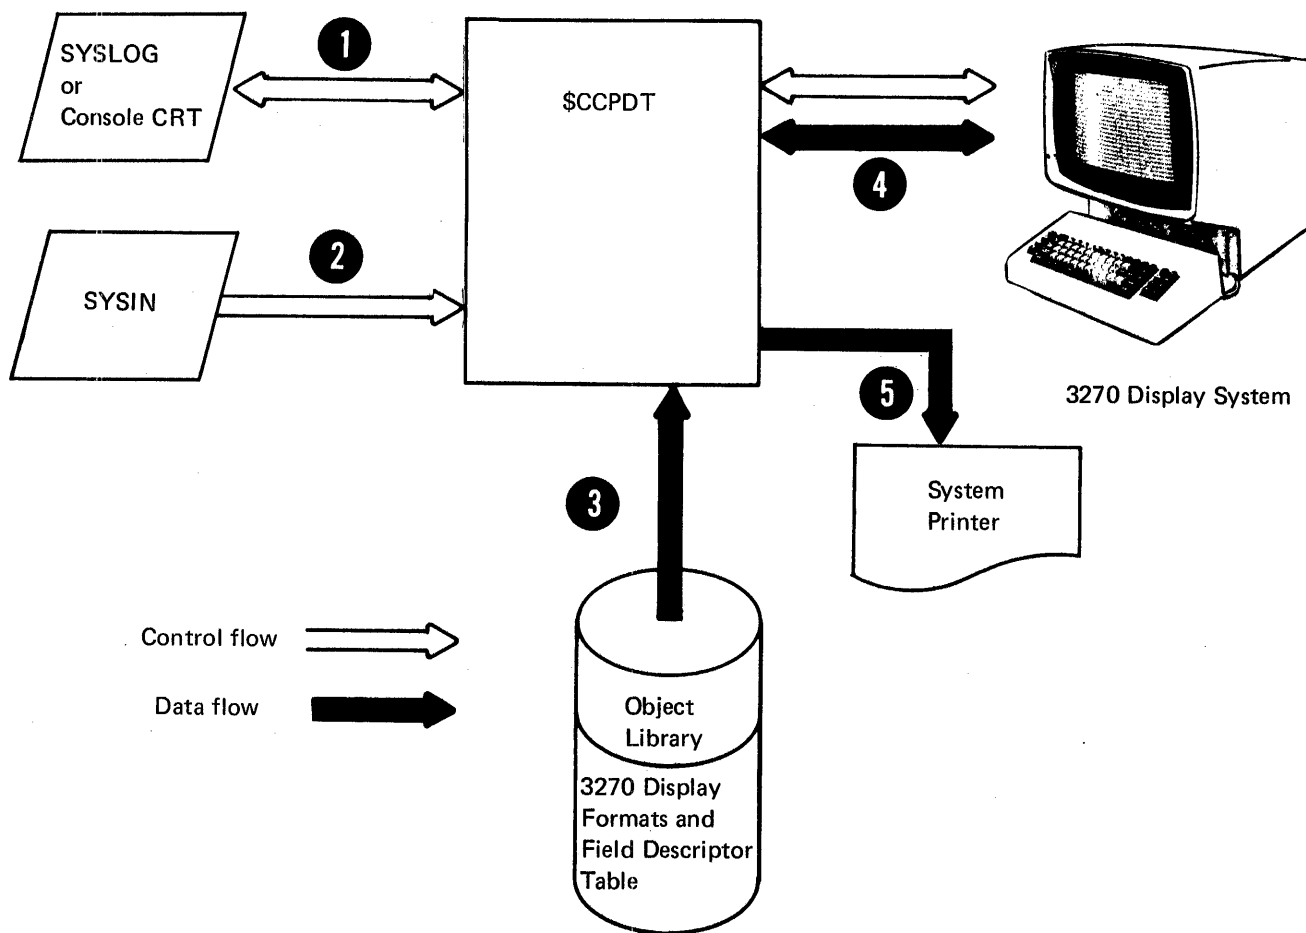 SYSLOG
or
Console CRT
1
$CCPDT
4
SYSIN
2
5
3270 Display System
System
Printer
3
Control flow
Data flow
Object
Library
3270 Display
Formats and
Field Descriptor
Table